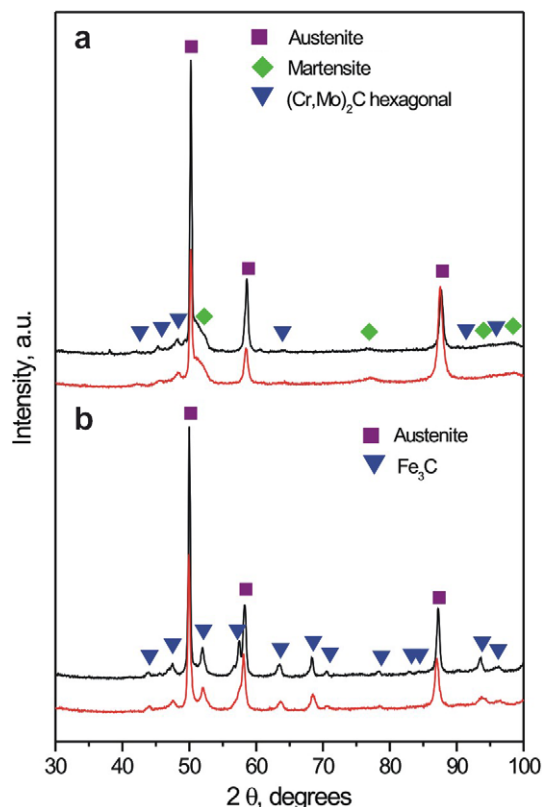 a
Austenite
Martensite
(Cr,Mo)₂C hexagonal
Intensity, a.u.
b
Austenite
Fe₃C
30 40 50 60 70 80 90 100
2 θ, degrees